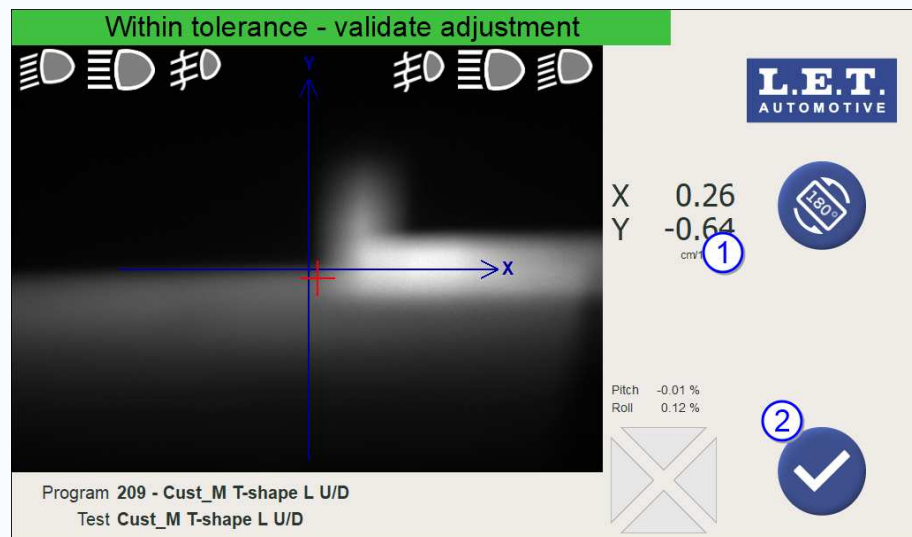 Within tolerance - validate adjustment
Y
X
L.E.T.
AUTOMOTIVE
X 0.26
Y -0.64
1
180°
Pitch -0.01 %
Roll 0.12 %
2
Program 209 - Cust_M T-shape L U/D
Test Cust_M T-shape L U/D